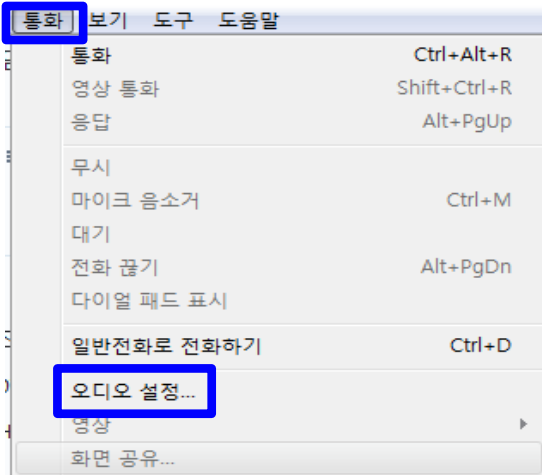 통화 보기 도구 도움말
통화 Ctrl+Alt+R
영상 통화 Shift+Ctrl+R
응답 Alt+PgUp
무시
마이크 음소거 Ctrl+M
대기
전화 끊기 Alt+PgDn
다이얼 패드 표시
일반전화로 전화하기 Ctrl+D
오디오 설정...
영상
화면 공유...